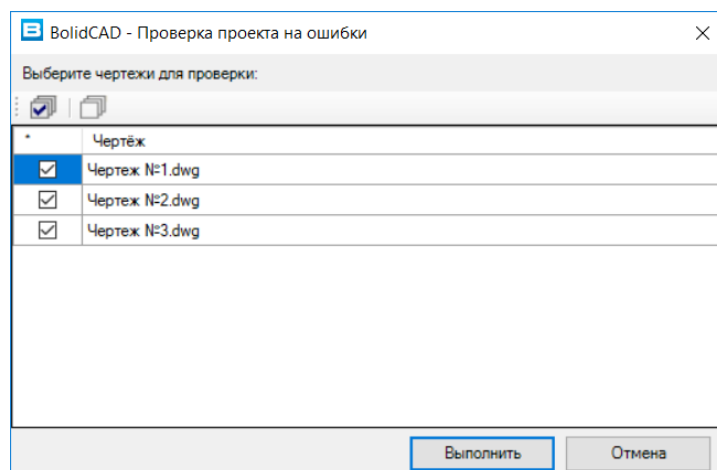 BolidCAD - Проверка проекта на ошибки
Выберите чертежи для проверки:
* Чертёж
Чертеж №1.dwg
Чертеж №2.dwg
Чертеж №3.dwg
Выполнить Отмена